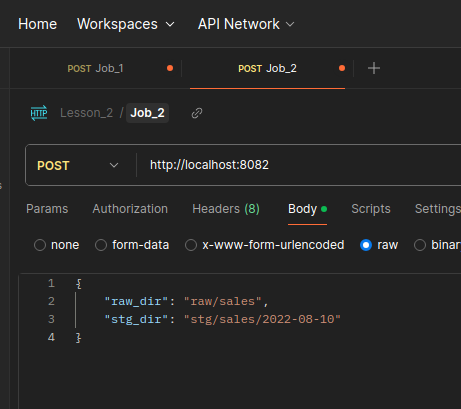 Home Workspaces API Network
POST Job_1 POST Job_2
HTTP Lesson_2 / Job_2
POST http://localhost:8082
Params Authorization Headers (8) Body Scripts Settings
none form-data x-www-form-urlencoded raw binar
1 {
2 "raw_dir": "raw/sales",
3 "stg_dir": "stg/sales/2022-08-10"
4 }